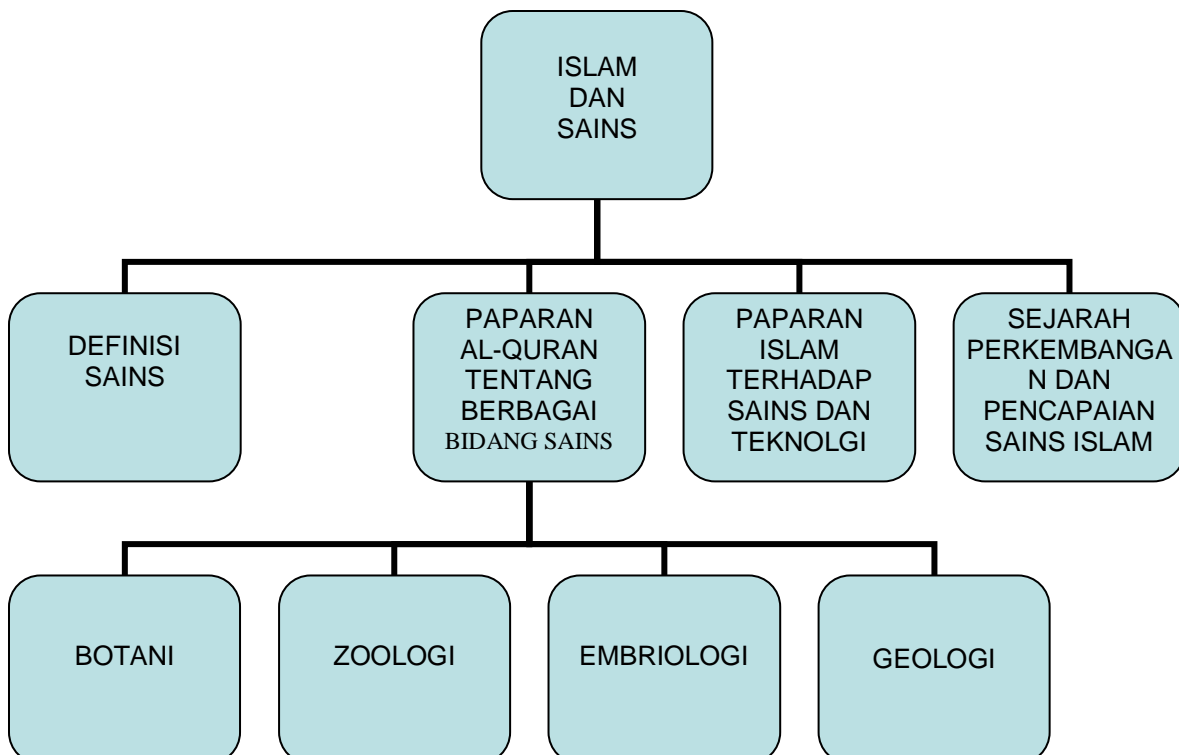 ISLAM
DAN
SAINS
DEFINISI
SAINS
PAPARAN
AL-QURAN
TENTANG
BERBAGAI
BIDANG SAINS
PAPARAN
ISLAM
TERHADAP
SAINS DAN
TEKNOLGI
SEJARAH
PERKEMBANGA
N DAN
PENCAPAIAN
SAINS ISLAM
BOTANI
ZOOLOGI
EMBRIOLOGI
GEOLOGI